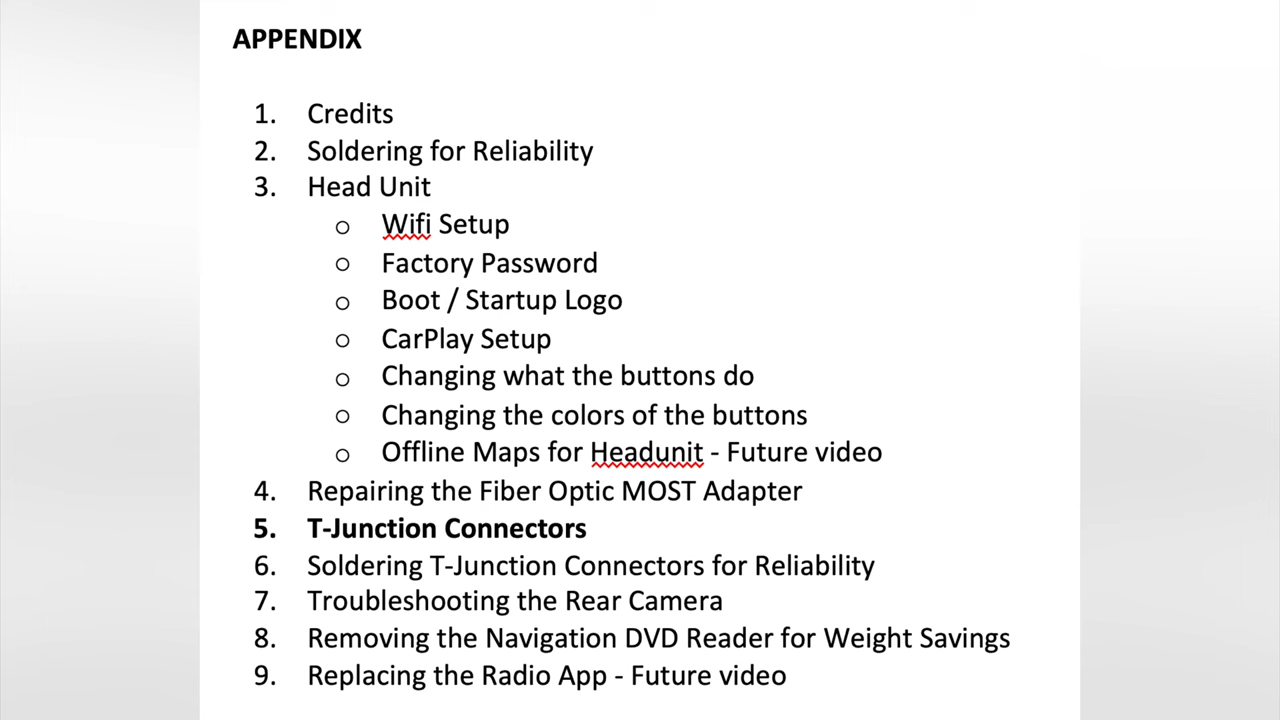 APPENDIX
1. Credits
2. Soldering for Reliability
3. Head Unit
o Wifi Setup
o Factory Password
o Boot / Startup Logo
o CarPlay Setup
o Changing what the buttons do
o Changing the colors of the buttons
o Offline Maps for Headunit - Future video
4. Repairing the Fiber Optic MOST Adapter
5. T-Junction Connectors
6. Soldering T-Junction Connectors for Reliability
7. Troubleshooting the Rear Camera
8. Removing the Navigation DVD Reader for Weight Savings
9. Replacing the Radio App - Future video